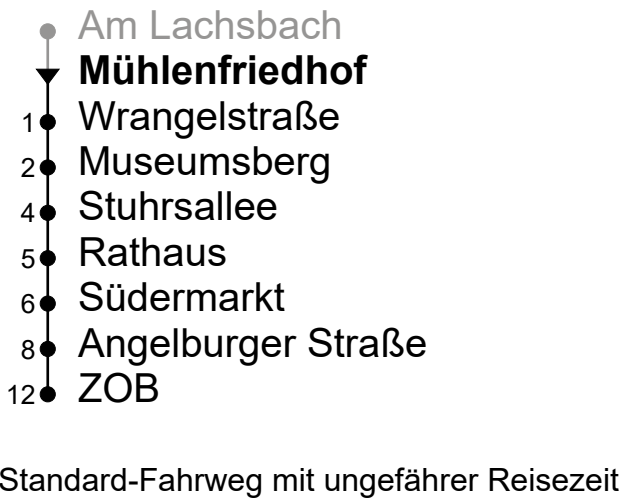 Am Lachsbach
Mühlenfriedhof
1 Wrangelstraße
2 Museumsberg
4 Stuhrsallee
5 Rathaus
6 Südermarkt
8 Angelburger Straße
12 ZOB
Standard-Fahrweg mit ungefährer Reisezeit